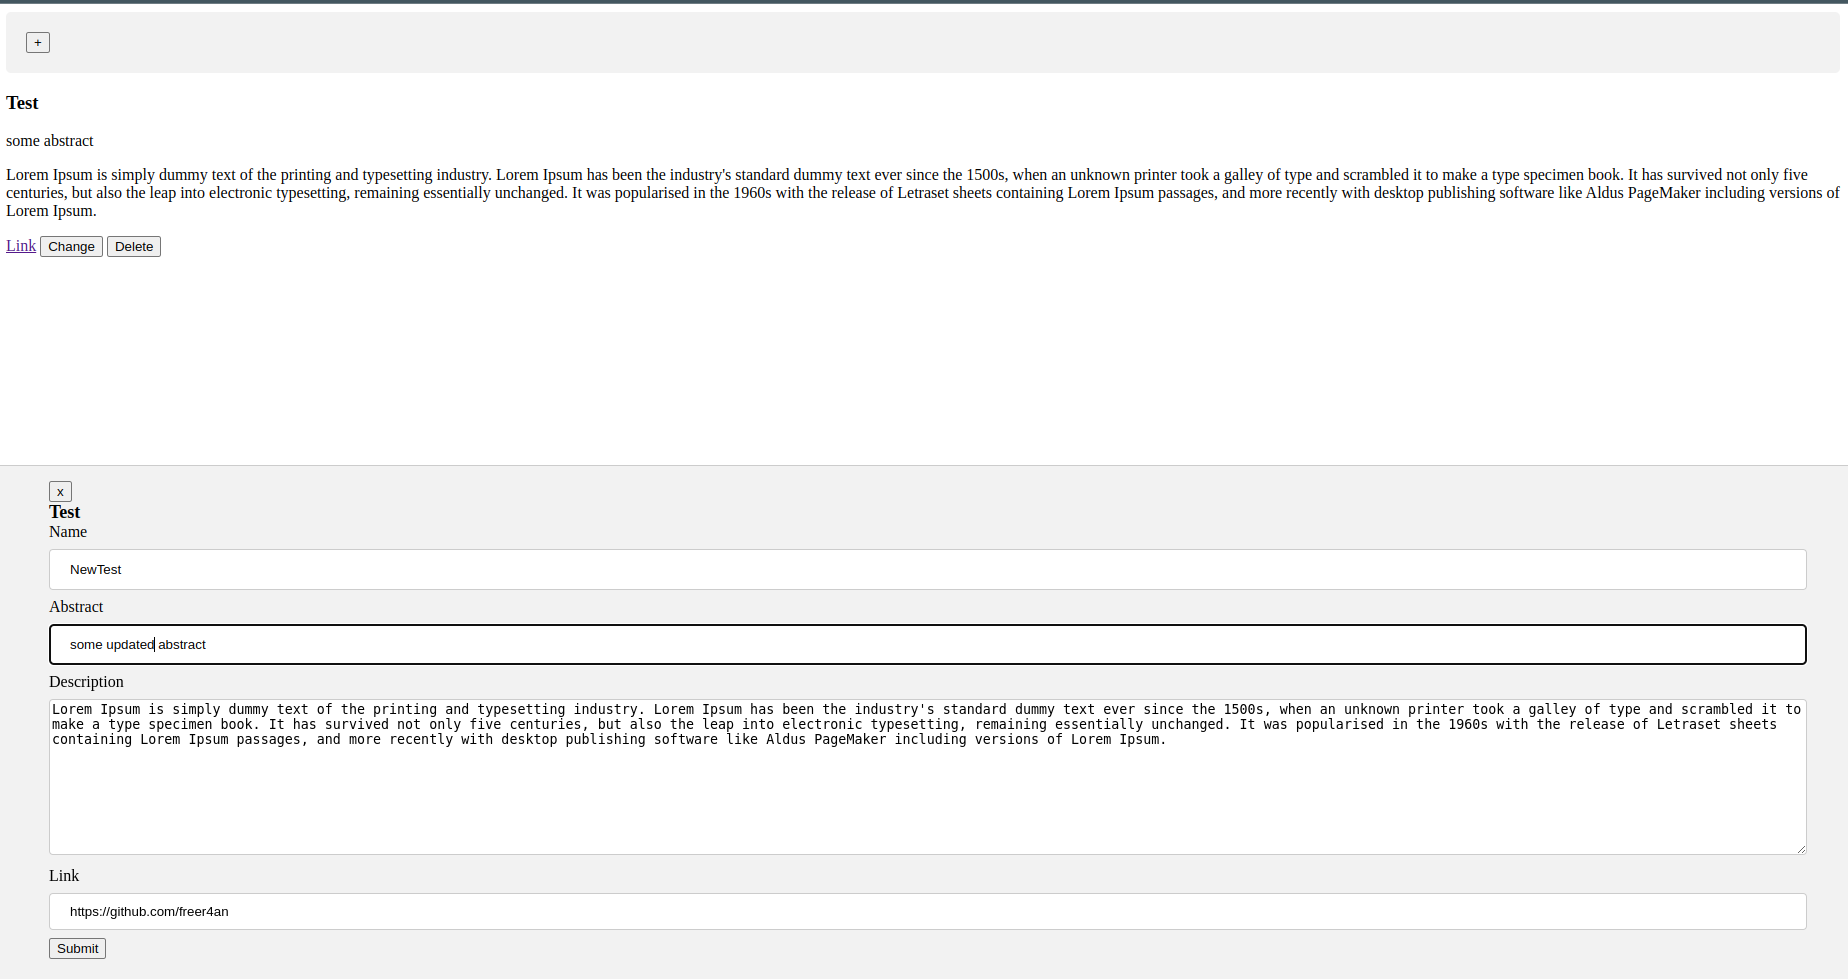 +
Test
some abstract
Lorem Ipsum is simply dummy text of the printing and typesetting industry. Lorem Ipsum has been the industry's standard dummy text ever since the 1500s, when an unknown printer took a galley of type and scrambled it to make a type specimen book. It has survived not only five
centuries, but also the leap into electronic typesetting, remaining essentially unchanged. It was popularised in the 1960s with the release of Letraset sheets containing Lorem Ipsum passages, and more recently with desktop publishing software like Aldus PageMaker including versions of
Lorem Ipsum.
Link Change Delete
x
Test
Name
NewTest
Abstract
some updated abstract
Description
Lorem Ipsum is simply dummy text of the printing and typesetting industry. Lorem Ipsum has been the industry's standard dummy text ever since the 1500s, when an unknown printer took a galley of type and scrambled it to
make a type specimen book. It has survived not only five centuries, but also the leap into electronic typesetting, remaining essentially unchanged. It was popularised in the 1960s with the release of Letraset sheets
containing Lorem Ipsum passages, and more recently with desktop publishing software like Aldus PageMaker including versions of Lorem Ipsum.
Link
https://github.com/freer4an
Submit